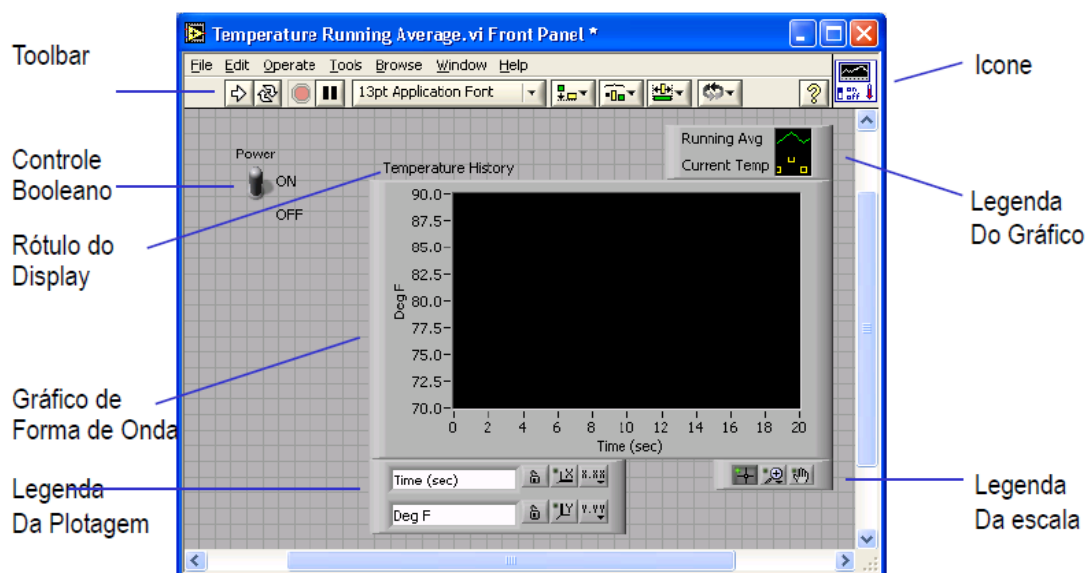 Temperature Running Average.vi Front Panel *
File Edit Operate Tools Browse Window Help
13pt Application Font
?
on
off
Toolbar
Icone
Controle
Booleano
Power
ON
OFF
Running Avg
Current Temp
Temperature History
Rótulo do
Display
Legenda
Do Gráfico
Deg F
90.0
87.5
85.0
82.5
80.0
77.5
75.0
72.5
70.0
0 2 4 6 8 10 12 14 16 18 20
Time (sec)
Gráfico de
Forma de Onda
Legenda
Da Plotagem
Time (sec)
X X.XX
Deg F
Y Y.YY
Legenda
Da escala